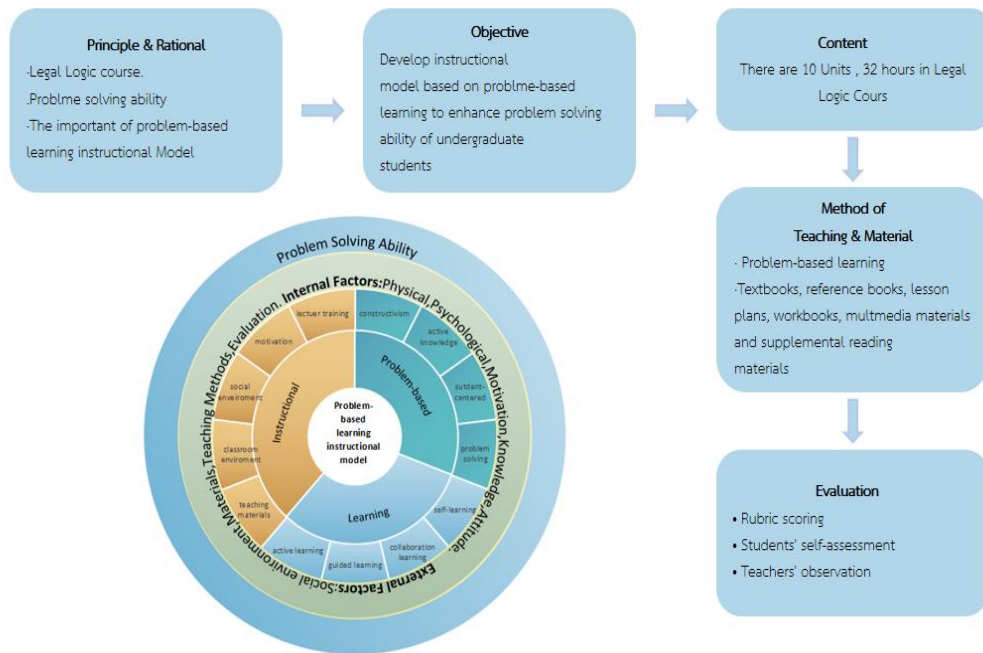 Principle & Rational
·Legal Logic course.
.Problme solving ability
·The important of problem-based
learning instructional Model
Objective
Develop instructional
model based on problme-based
learning to enhance problem solving
ability of undergraduate
students
Content
There are 10 Units , 32 hours in Legal
Logic Cours
Method of
Teaching & Material
· Problem-based learning
·Textbooks, reference books, lesson
plans, workbooks, multmedia materials
and supplemental reading
materials
Evaluation
• Rubric scoring
• Students' self-assessment
• Teachers' observation
Problem Solving Ability
Internal Factors:Physical,Psychological,Motivation,Knowledge,Attitude.
External Factors:Social environment,Materials,Teaching Methods,Evaluation.
Problem-based
constructivism
active
knowledge
sutdent-
centered
problem
solving
Learning
self-learning
collaboration
learning
guided learning
active learning
Instructional
teaching
materials
classroom
enviroment
social
enveiroment
motivation
lectuer training
Problem-
based
learning
instructional
model